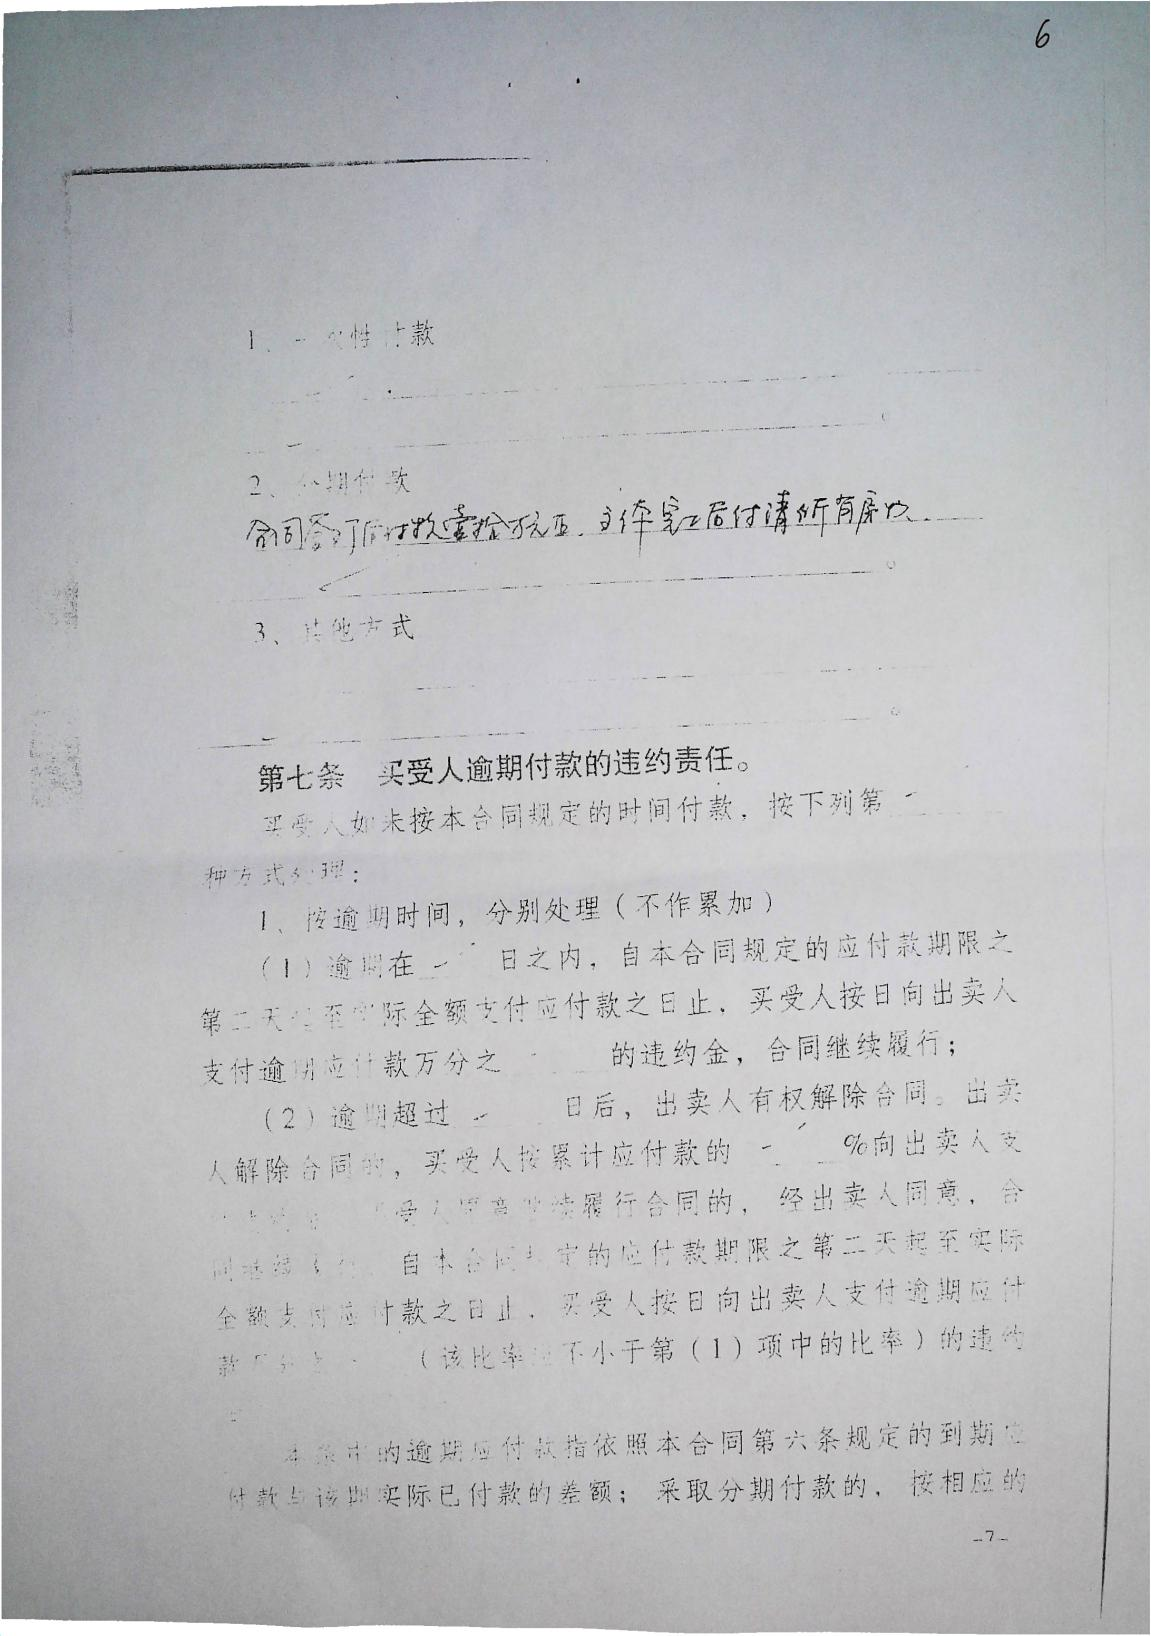 6
1、一次性付款
2、分期付款
合同签订后付款壹拾万元正.主体完工后付清所有房款.
3、其他方式
第七条 买受人逾期付款的违约责任。
买受人如未按本合同规定的时间付款，按下列第
种方式处理：
1、按逾期时间，分别处理（不作累加）
（1）逾期在 日之内，自本合同规定的应付款期限之
第二天起至实际全额支付应付款之日止，买受人按日向出卖人
支付逾期应付款万分之 的违约金，合同继续履行；
（2）逾期超过 日后，出卖人有权解除合同。出卖
人解除合同的，买受人按累计应付款的 %向出卖人支
受人愿意继续履行合同的，经出卖人同意，合
同继续履行，自本合同规定的应付款期限之第二天起至实际
全额支付应付款之日止，买受人按日向出卖人支付逾期应付
款万分之 （该比率应不小于第（1）项中的比率）的违约
本条中的逾期应付款指依照本合同第六条规定的到期应
付款与该期实际已付款的差额；采取分期付款的，按相应的
-7-